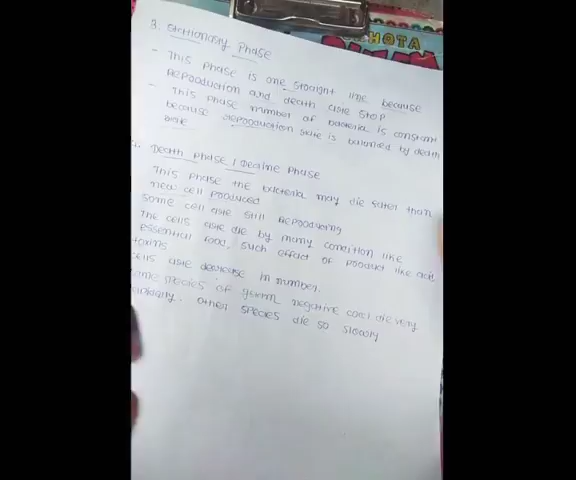 3. Stationary Phase
- This phase is one straight line because
Reproduction and death are stop
- This phase number of bacteria is constant
because reproduction rate is balanced by death
rate
Death phase / Decline Phase
This phase the bacteria may die sater than
new cell produced
some cell are still reproducing
The cells are die by many condition like
essential food, such effect of product like acid
toxins
cells are decrease in number.
some species of germ negative cocci die very
rapidally. Other species die so slowly